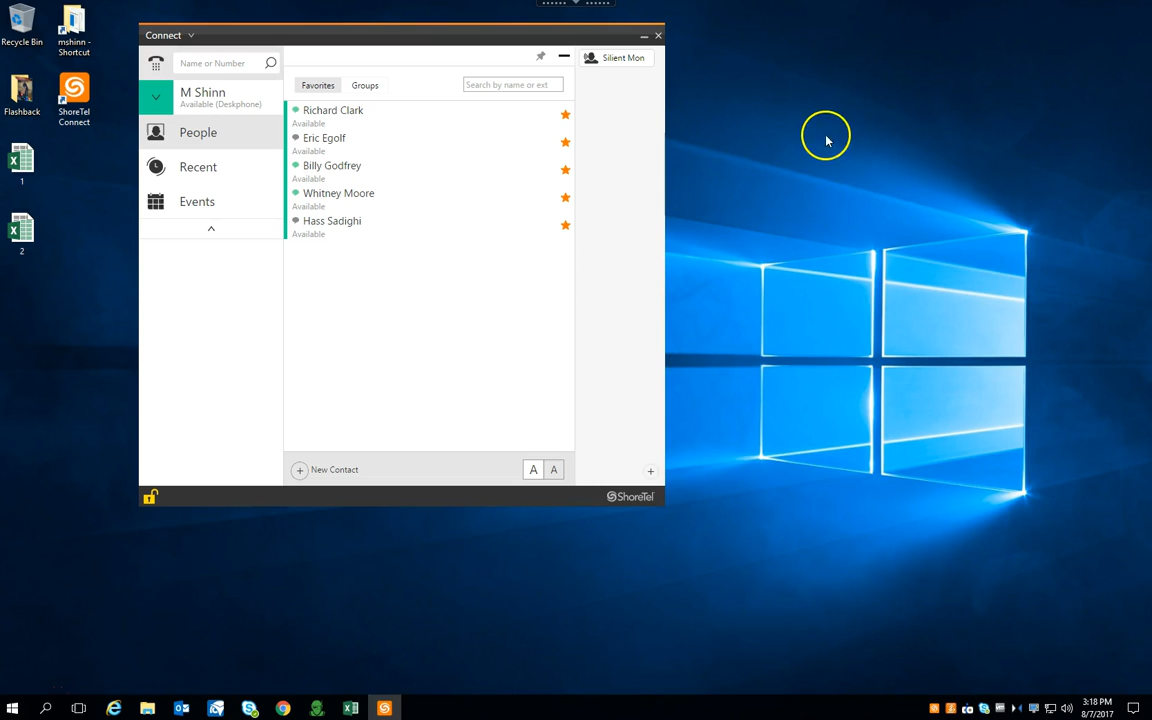 Recycle Bin
mshinn -
Shortcut
Flashback
ShoreTel
Connect
1
2
Connect
Name or Number
M Shinn
Available (Deskphone)
People
Recent
Events
Favorites
Groups
Search by name or ext
Richard Clark
Available
Eric Egolf
Available
Billy Godfrey
Available
Whitney Moore
Available
Hass Sadighi
Available
New Contact
A
A
Silient Mon
ShoreTel
3:18 PM
8/7/2017